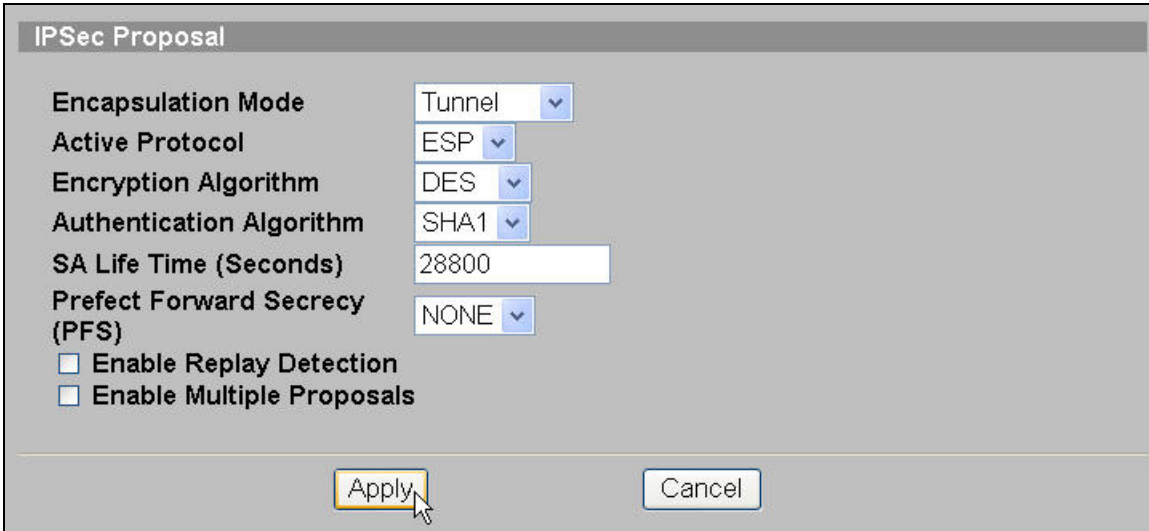 IPSec Proposal
Encapsulation Mode Tunnel
Active Protocol ESP
Encryption Algorithm DES
Authentication Algorithm SHA1
SA Life Time (Seconds) 28800
Prefect Forward Secrecy
(PFS) NONE
Enable Replay Detection
Enable Multiple Proposals
Apply Cancel